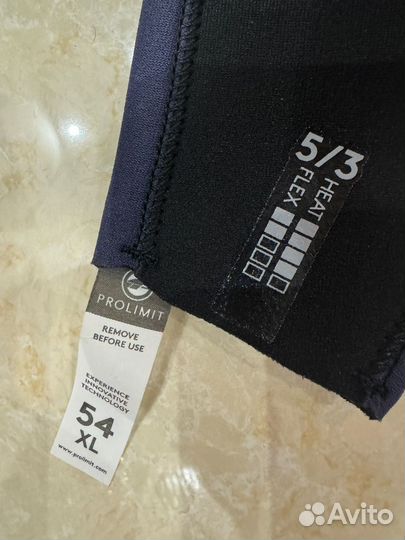 5/3
HEAT
FLEX
PROLIMIT
REMOVE
BEFORE USE
EXPERIENCE
INNOVATIVE
TECHNOLOGY
54
XL
www.prolimit.com
Avito